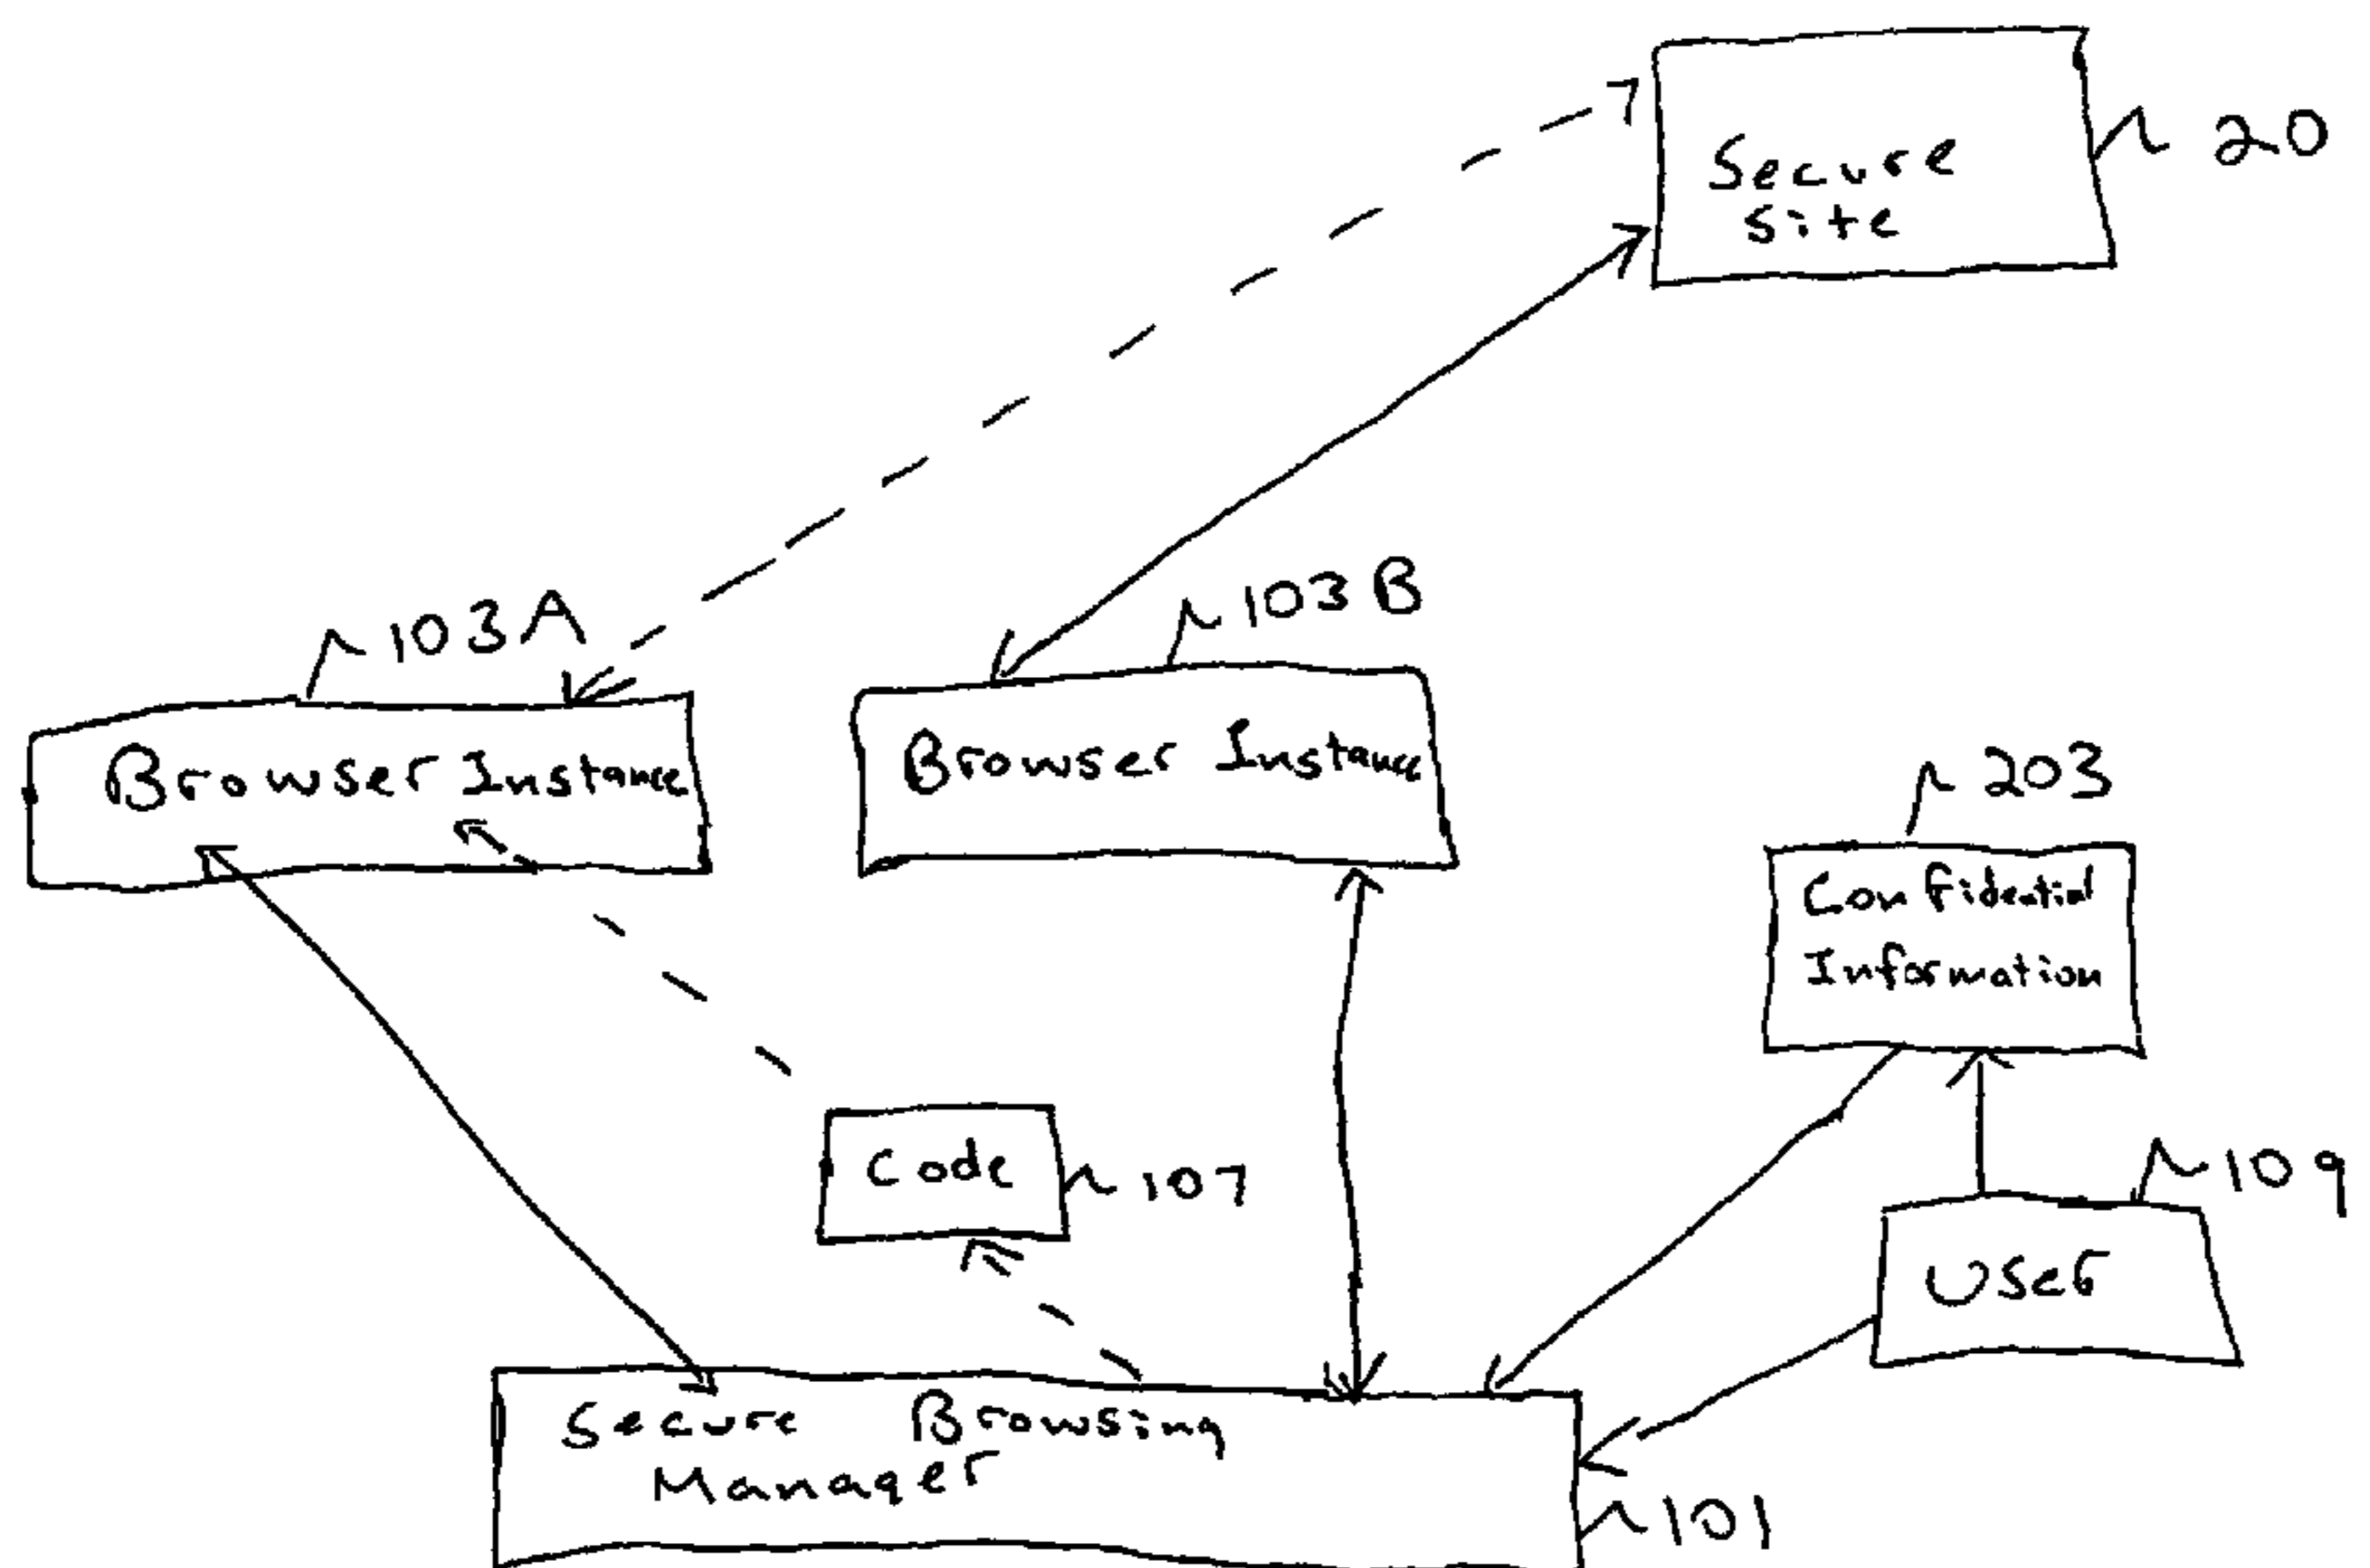 Secure
Site
20
103A
103B
Browser Instance
Browser Instance
203
Confidential
Information
Code
107
109
User
Secure Browsing
Manager
101